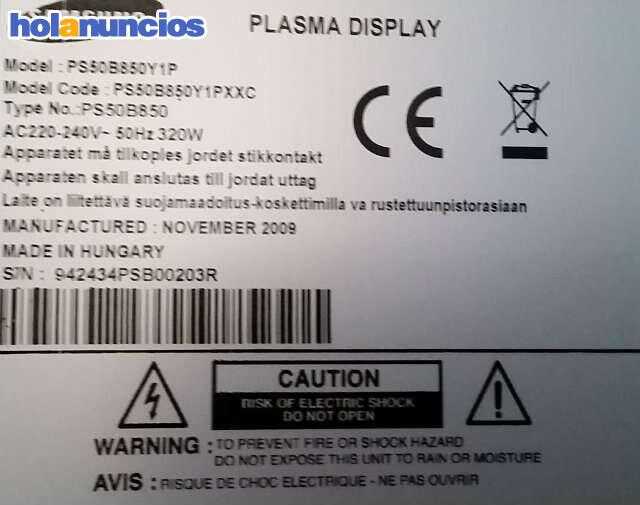 holanuncios
PLASMA DISPLAY
Model : PS50B850Y1P
Model Code : PS50B850Y1PXXC
Type No.:PS50B850
AC220-240V~ 50Hz 320W
Apparatet må tilkoples jordet stikkontakt
Apparaten skall anslutas till jordat uttag
Laite on liitettävä suojamaadoitus-koskettimilla va rustettuunpistorasiaan
MANUFACTURED : NOVEMBER 2009
MADE IN HUNGARY
S/N : 942434PSB00203R
CE
CAUTION
RISK OF ELECTRIC SHOCK
DO NOT OPEN
WARNING : TO PREVENT FIRE OR SHOCK HAZARD
DO NOT EXPOSE THIS UNIT TO RAIN OR MOISTURE
AVIS : RISQUE DE CHOC ELECTRIQUE - NE PAS OUVRIR